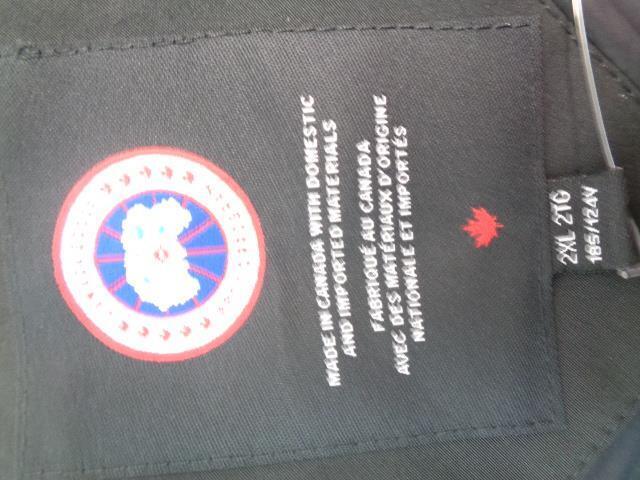 MADE IN CANADA WITH DOMESTIC
AND IMPORTED MATERIALS
FABRIQUÉ AU CANADA
AVEC DES MATÉRIAUX D'ORIGINE
NATIONALE ET IMPORTÉS
2XL 2TG
185/124V